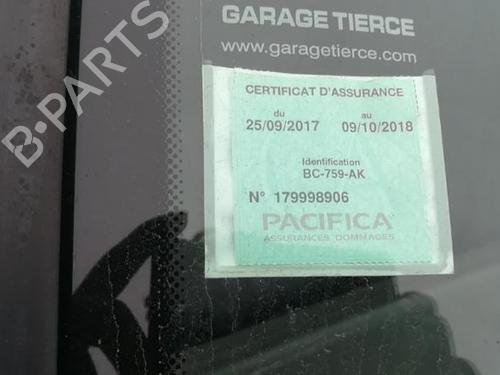 GARAGE TIERCE
www.garagetierce.com
CERTIFICAT D'ASSURANCE
du au
25/09/2017 09/10/2018
Identification
BC-759-AK
N° 179998906
PACIFICA
ASSURANCES DOMMAGES
B-PARTS